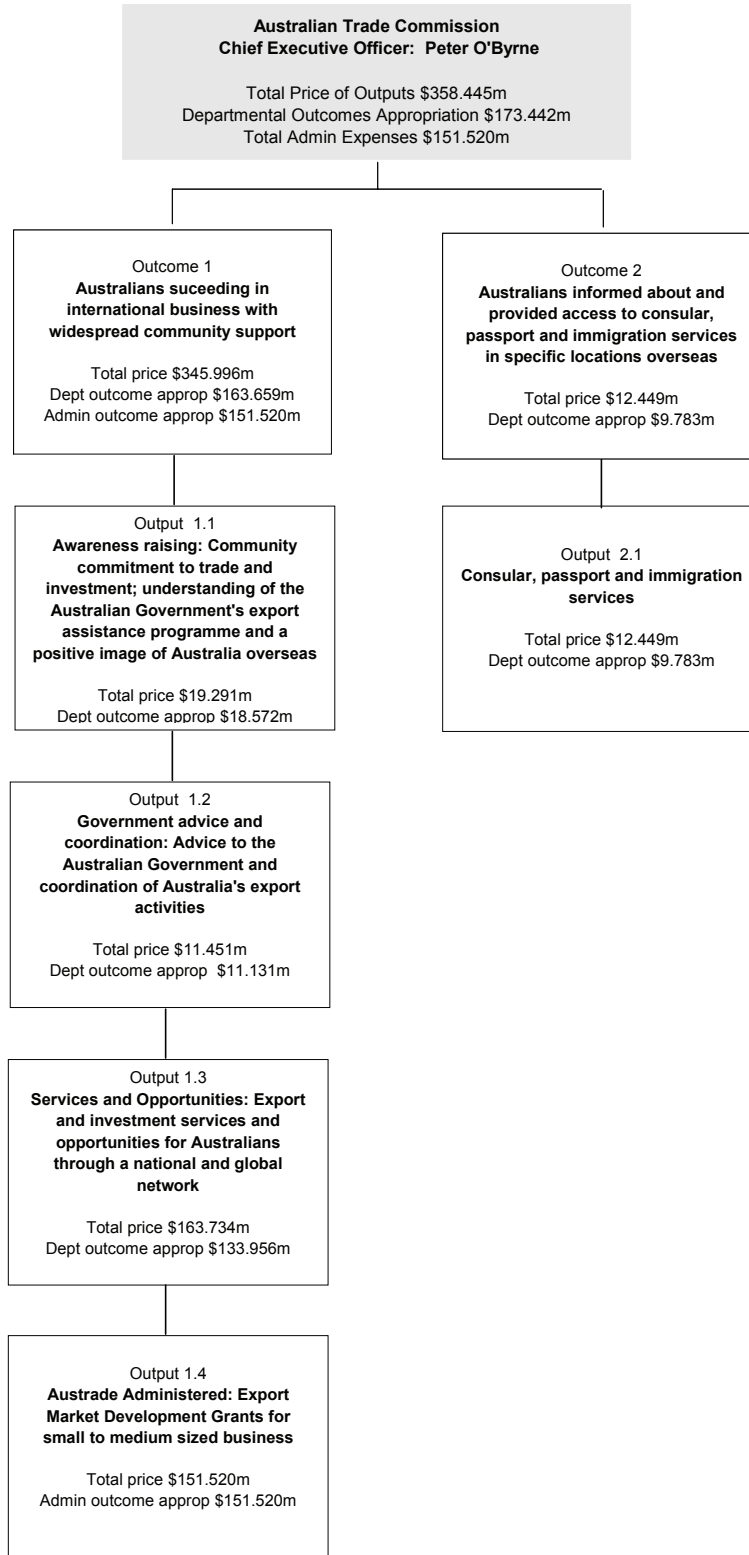 Australian Trade Commission
Chief Executive Officer:  Peter O'Byrne
Total Price of Outputs $358.445m
Departmental Outcomes Appropriation $173.442m
Total Admin Expenses $151.520m
Outcome 1
Australians suceeding in
international business with
widespread community support
Total price $345.996m
Dept outcome approp $163.659m
Admin outcome approp $151.520m
Outcome 2
Australians informed about and
provided access to consular,
passport and immigration services
in specific locations overseas
Total price $12.449m
Dept outcome approp $9.783m
Output  1.1
Awareness raising: Community
commitment to trade and
investment; understanding of the
Australian Government's export
assistance programme and a
positive image of Australia overseas
Total price $19.291m
Dept outcome approp $18.572m
Output  2.1
Consular, passport and immigration
services
Total price $12.449m
Dept outcome approp $9.783m
Output  1.2
Government advice and
coordination: Advice to the
Australian Government and
coordination of Australia's export
activities
Total price $11.451m
Dept outcome approp  $11.131m
Output 1.3
Services and Opportunities: Export
and investment services and
opportunities for Australians
through a national and global
network
Total price $163.734m
Dept outcome approp $133.956m
Output 1.4
Austrade Administered: Export
Market Development Grants for
small to medium sized business
Total price $151.520m
Admin outcome approp $151.520m